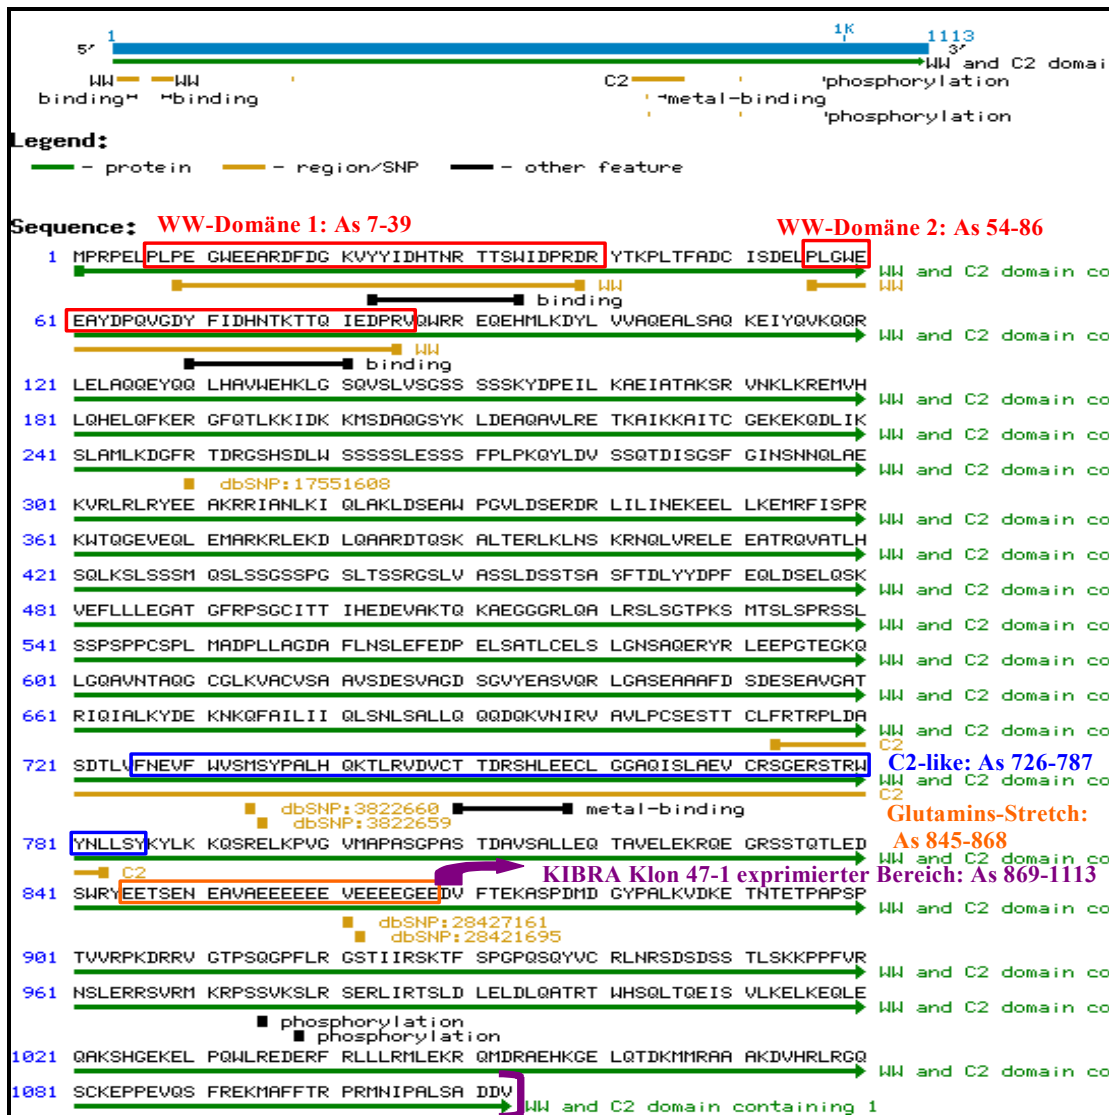 1 1K 1113
5′ 3′
WW and C2 domai
WW WW C2 phosphorylation
binding binding metal-binding
phosphorylation
Legend:
- protein - region/SNP - other feature
Sequence: WW-Domäne 1: As 7-39 WW-Domäne 2: As 54-86
1 MPRPELPLPE GWEEARDFDG KVYYIDHTNR TTSWIDPRDR YTKPLTFADC ISDELPLGWE
WW and C2 domain co
WW WW
binding
61 EAYDPQVGDY FIDHNTKTTQ IEDPRVQWRR EQEHMLKDYL VVAQEALSAQ KEIYQVKQQR
WW and C2 domain co
WW
binding
121 LELAQQEYQQ LHAVWEHKLG SQVSLVSGSS SSSKYDPEIL KAEIATAKSR VNKLKREMVH
WW and C2 domain co
181 LQHELQFKER GFQTLKKIDK KMSDAQGSYK LDEAQAVLRE TKAIKKAITC GEKEKQDLIK
WW and C2 domain co
241 SLAMLKDGFR TDRGSHSDLW SSSSSLESSS FPLPKQYLDV SSQTDISGSF GINSNNQLAE
WW and C2 domain co
dbSNP:17551608
301 KVRLRLRYEE AKRRIANLKI QLAKLDSEAW PGVLDSERDR LILINEKEEL LKEMRFISPR
WW and C2 domain co
361 KWTQGEVEQL EMARKRLEKD LQAARDTQSK ALTERLKLNS KRNQLVRELE EATRQVATLH
WW and C2 domain co
421 SQLKSLSSSM QSLSSGSSPG SLTSSRGSLV ASSLDSSTSA SFTDLYYDPF EQLDSELQSK
WW and C2 domain co
481 VEFLLLEGAT GFRPSGCITT IHEDEVAKTQ KAEGGGRLQA LRSLSGTPKS MTSLSPRSSL
WW and C2 domain co
541 SSPSPPCSPL MADPLLAGDA FLNSLEFEDP ELSATLCELS LGNSAQERYR LEEPGTEGKQ
WW and C2 domain co
601 LGQAVNTAQG CGLKVACVSA AVSDESVAGD SGVYEASVQR LGASEAAAFD SDESEAVGAT
WW and C2 domain co
661 RIQIALKYDE KNKQFAILII QLSNLSALLQ QQDQKVNIRV AVLPCSESTT CLFRTRPLDA
WW and C2 domain co
C2
721 SDTLVFNEVF WVSMSYPALH QKTLRVDVCT TDRSHLEECL GGAQISLAEV CRSGERSTRW C2-like: As 726-787
WW and C2 domain co
C2
dbSNP:3822660 metal-binding
dbSNP:3822659
Glutamins-Stretch:
As 845-868
781 YNLLSYKYLK KQSRELKPVG VMAPASGPAS TDAVSALLEQ TAVELEKRQE GRSSTQTLED
WW and C2 domain co
C2
KIBRA Klon 47-1 exprimierter Bereich: As 869-1113
841 SWRYEETSEN EAVAEEEEEE VEEEEGEEDV FTEKASPDMD GYPALKVDKE TNTETPAPSP
WW and C2 domain co
dbSNP:28427161
dbSNP:28421695
901 TVVRPKDRRV GTPSQGPFLR GSTIIRSKTF SPGPQSQYVC RLNRSDSDSS TLSKKPPFVR
WW and C2 domain co
961 NSLERRSVRM KRPSSVKSLR SERLIRTSLD LELDLQATRT WHSQLTQEIS VLKELKEQLE
WW and C2 domain co
phosphorylation
phosphorylation
1021 QAKSHGEKEL PQWLREDERF RLLLRMLEKR QMDRAEHKGE LQTDKMMRAA AKDVHRLRGQ
WW and C2 domain co
1081 SCKEPPEVQS FREKMAFFTR PRMNIPALSA DDV
WW and C2 domain containing 1